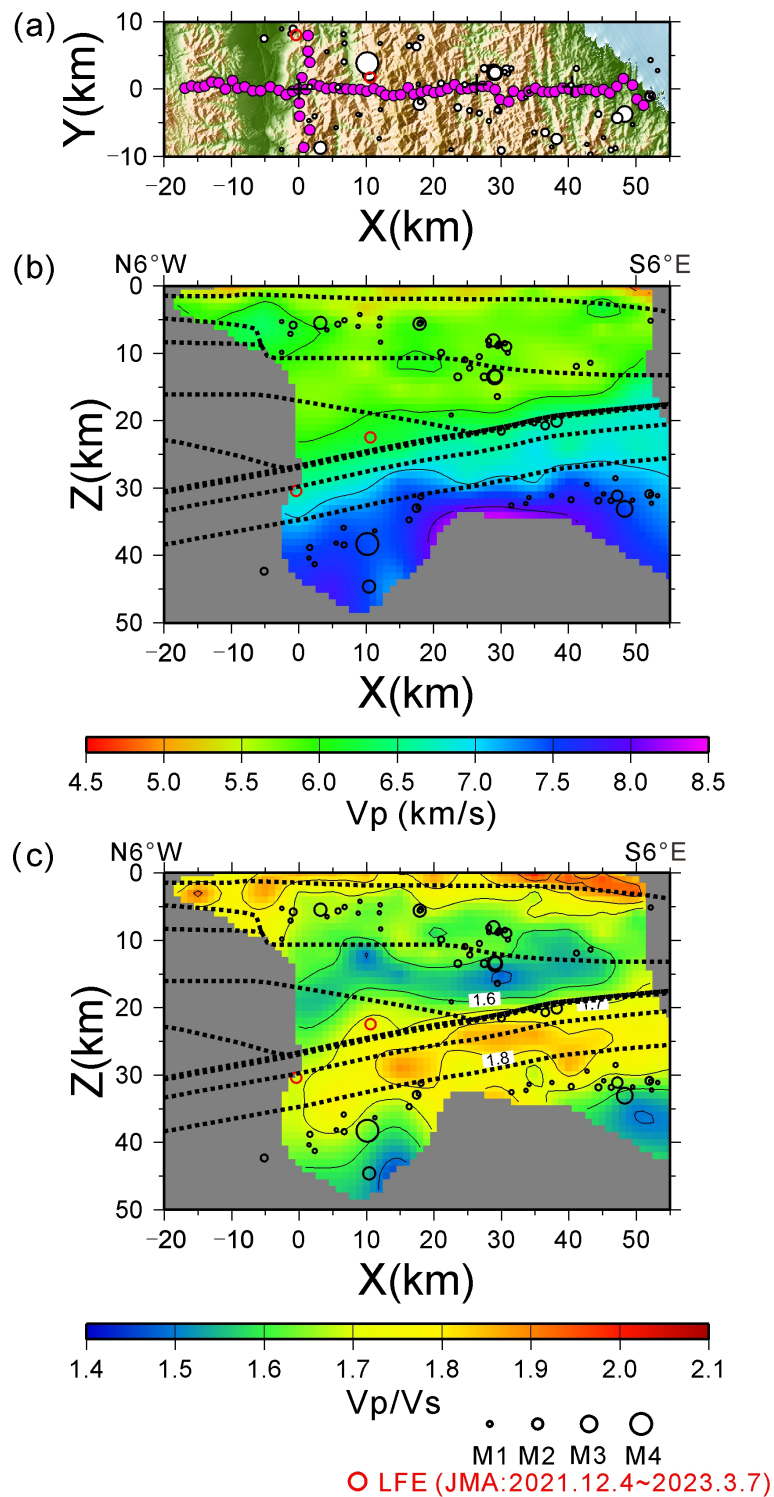 (a)
10
5
0
−5
−10
Y(km)
−20 −10 0 10 20 30 40 50
X(km)
(b)
N6°W S6°E
0
10
20
30
40
50
Z(km)
−20 −10 0 10 20 30 40 50
X(km)
4.5 5.0 5.5 6.0 6.5 7.0 7.5 8.0 8.5
Vp (km/s)
(c)
N6°W S6°E
0
10
20
30
40
50
Z(km)
1.6
1.7
1.8
−20 −10 0 10 20 30 40 50
X(km)
1.4 1.5 1.6 1.7 1.8 1.9 2.0 2.1
Vp/Vs
M1 M2 M3 M4
LFE (JMA:2021.12.4~2023.3.7)